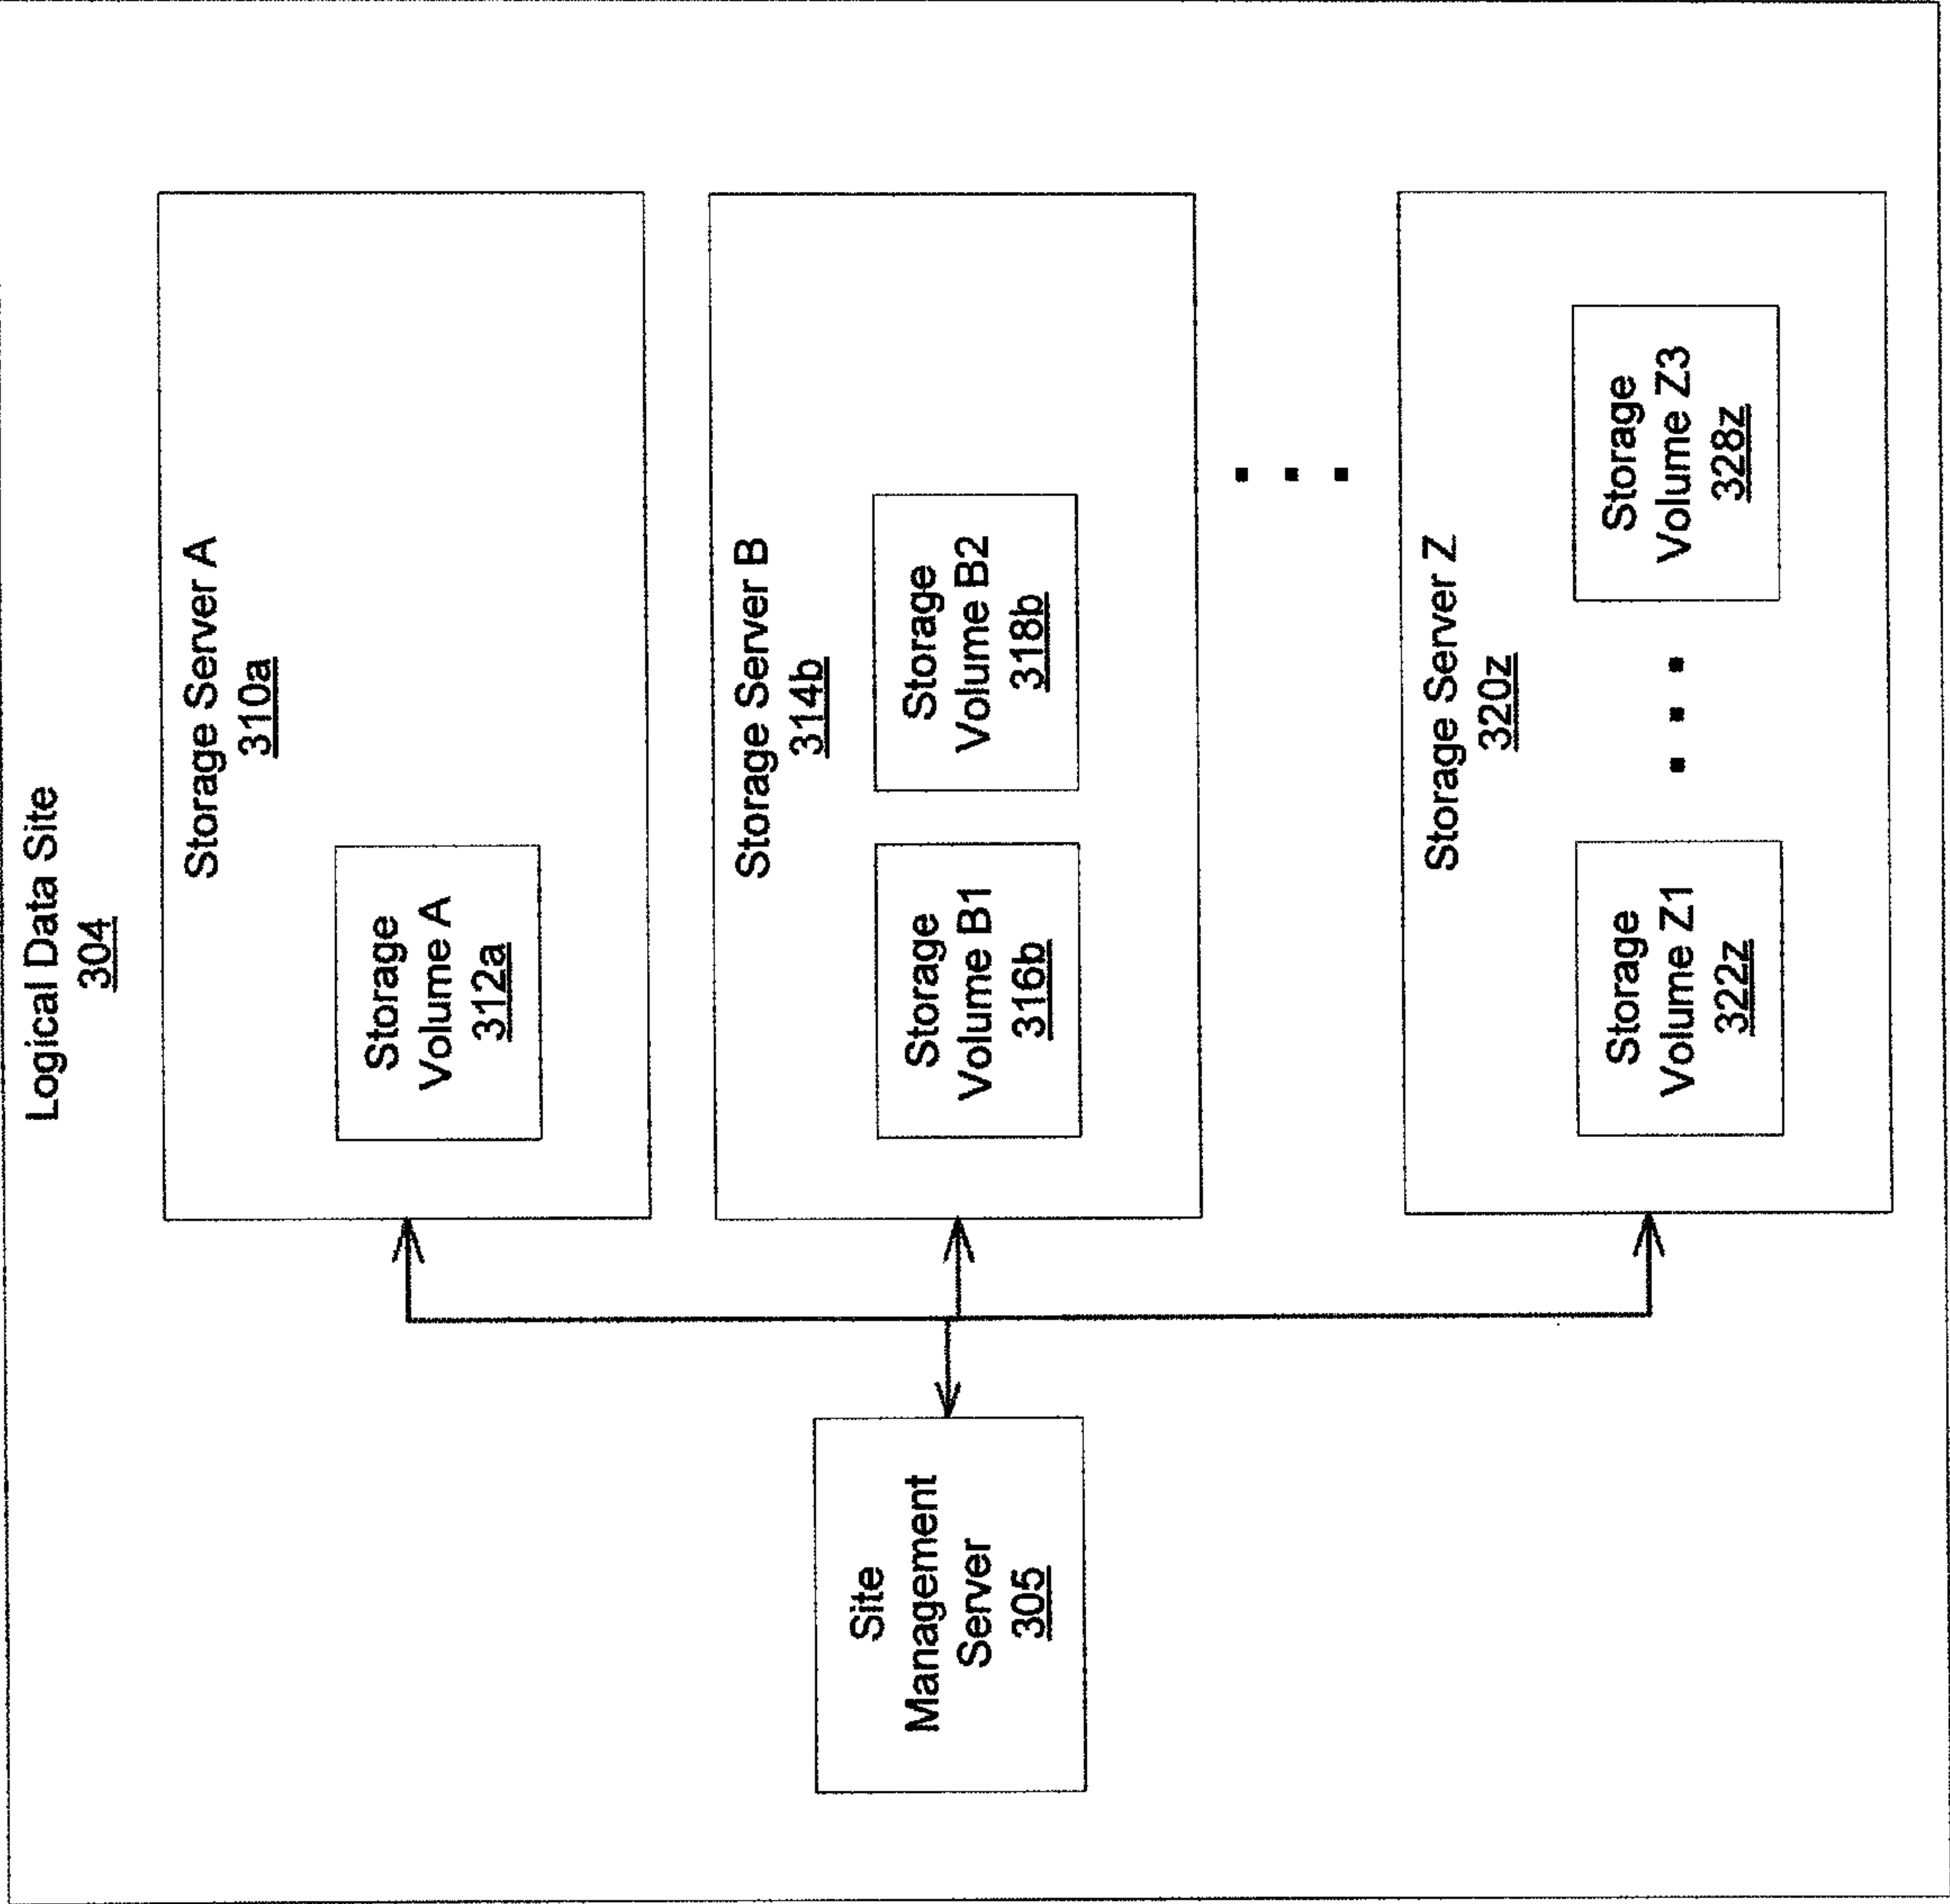 Logical Data Site
304
Storage Server A
310a
Storage
Volume A
312a
Storage Server B
314b
Storage
Volume B1
316b
Storage
Volume B2
318b
Storage Server Z
320z
Storage
Volume Z1
322z
Storage
Volume Z3
328z
Site
Management
Server
305